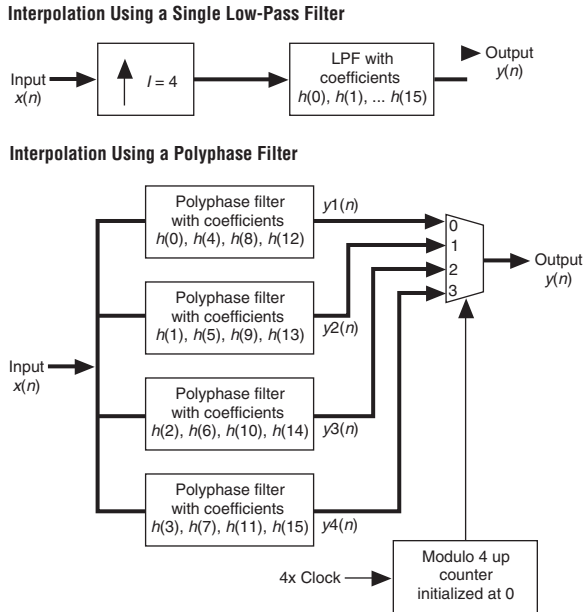 Interpolation Using a Single Low-Pass Filter
Input
x(n)
I = 4
LPF with
coefficients
h(0), h(1), ... h(15)
Output
y(n)
Interpolation Using a Polyphase Filter
Input
x(n)
Polyphase filter
with coefficients
h(0), h(4), h(8), h(12)
y1(n)
Polyphase filter
with coefficients
h(1), h(5), h(9), h(13)
y2(n)
Polyphase filter
with coefficients
h(2), h(6), h(10), h(14)
y3(n)
Polyphase filter
with coefficients
h(3), h(7), h(11), h(15)
y4(n)
0
1
2
3
Output
y(n)
4x Clock
Modulo 4 up
counter
initialized at 0